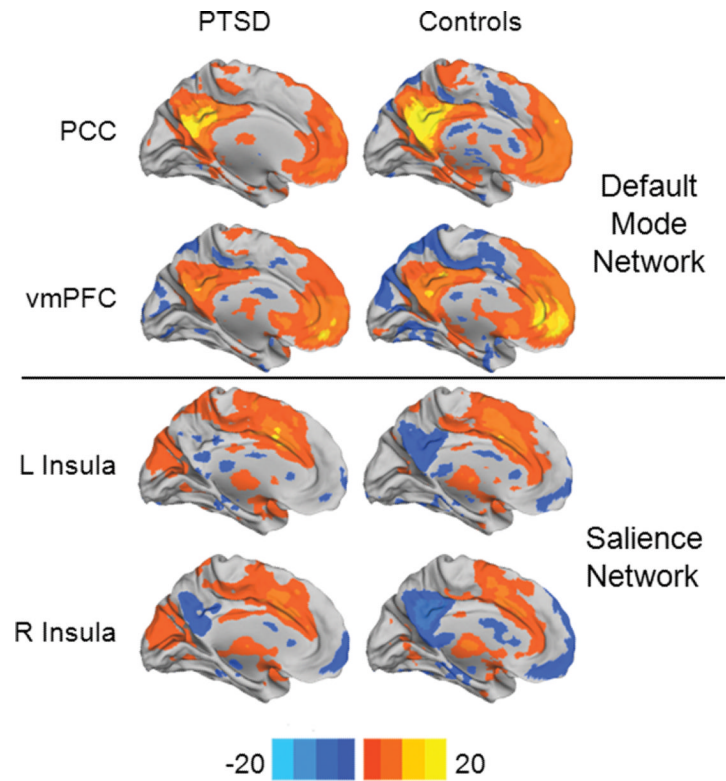 PTSD Controls
PCC
Default
Mode
Network
vmPFC
L Insula
Salience
Network
R Insula
-20 20